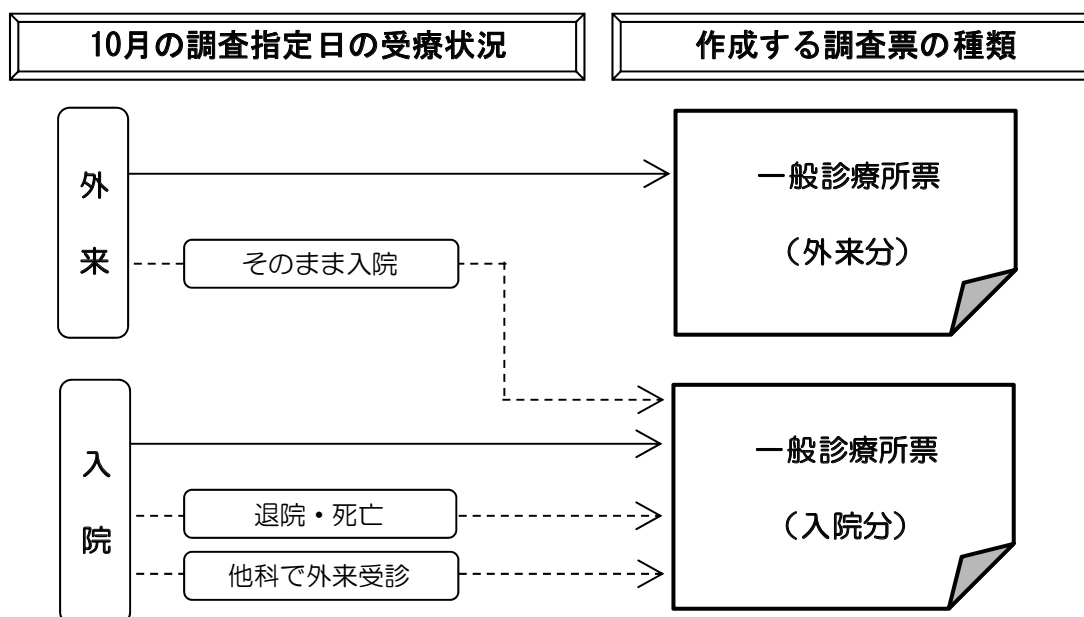 10月の調査指定日の受療状況
作成する調査票の種類
外来
一般診療所票
(外来分)
そのまま入院
入院
一般診療所票
(入院分)
退院・死亡
他科で外来受診